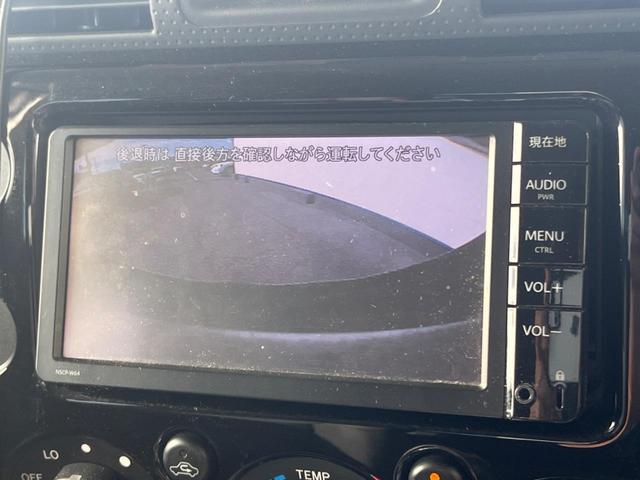 後退時は 直接後方を確認しながら運転してください
現在地
AUDIO
PWR
MENU
CTRL
VOL+
VOL-
NSCP-W64
LO
OFF
TEMP